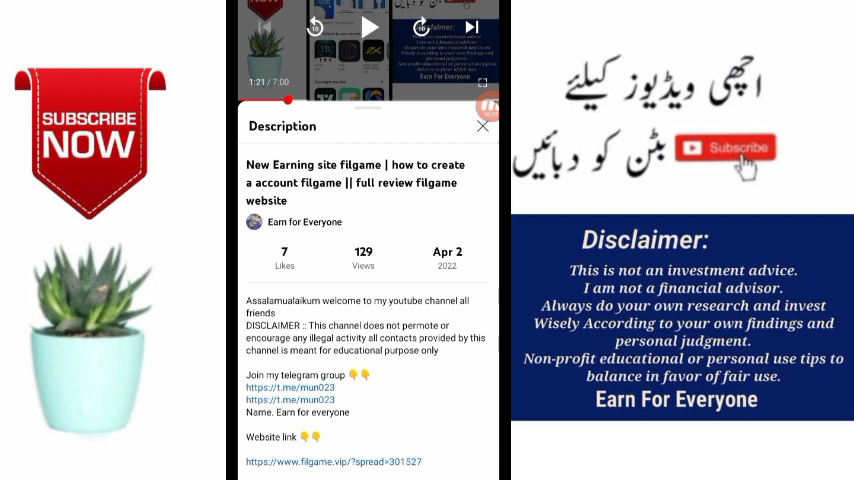 SUBSCRIBE
NOW
10
10
1:21 / 7:00
Description
New Earning site filgame | how to create
a account filgame || full review filgame
website
Earn for Everyone
7
129
Apr 2
Likes
Views
2022
Assalamualaikum welcome to my youtube channel all
friends
DISCLAIMER :: This channel does not permote or
encourage any illegal activity all contacts provided by this
channel is meant for educational purpose only
Join my telegram group 👇👇
https://t.me/mun023
https://t.me/mun023
Name. Earn for everyone
Website link 👇👇
https://www.filgame.vip/?spread=301527
اچھی ویڈیوز کیلئے
بٹن کو دبائیں
Subscribe
Disclaimer:
This is not an investment advice.
I am not a financial advisor.
Always do your own research and invest
Wisely According to your own findings and
personal judgment.
Non-profit educational or personal use tips to
balance in favor of fair use.
Earn For Everyone